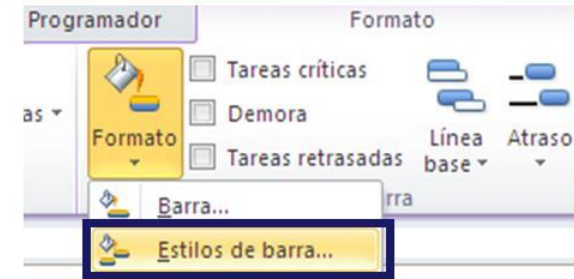 Programador Formato
Tareas críticas
as Demora
Formato Línea Atraso
Tareas retrasadas base
Barra... rra
Estilos de barra...